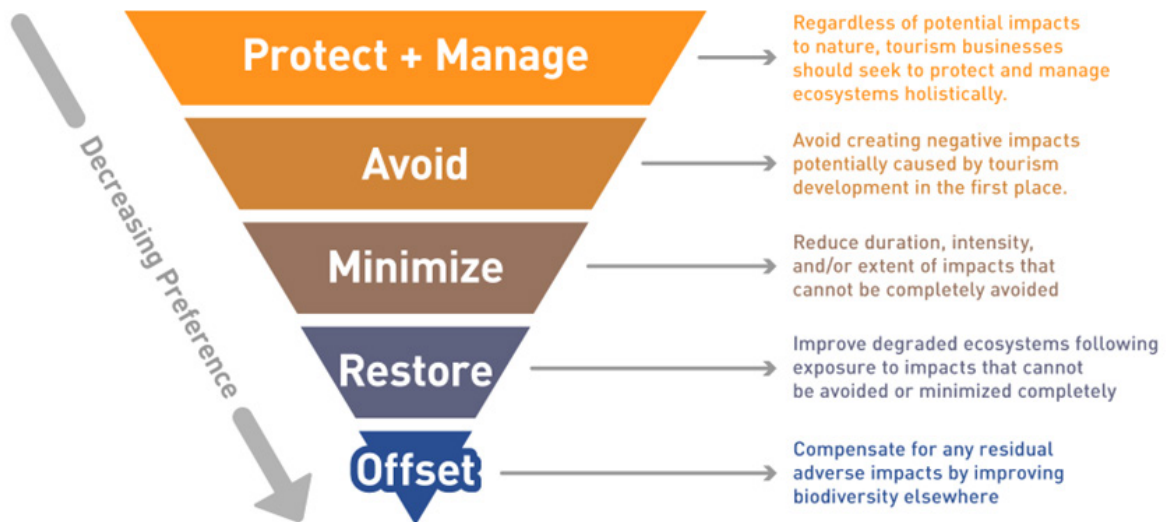 Decreasing Preference
Protect + Manage
Regardless of potential impacts
to nature, tourism businesses
should seek to protect and manage
ecosystems holistically.
Avoid
Avoid creating negative impacts
potentially caused by tourism
development in the first place.
Minimize
Reduce duration, intensity,
and/or extent of impacts that
cannot be completely avoided
Restore
Improve degraded ecosystems following
exposure to impacts that cannot
be avoided or minimized completely
Offset
Compensate for any residual
adverse impacts by improving
biodiversity elsewhere